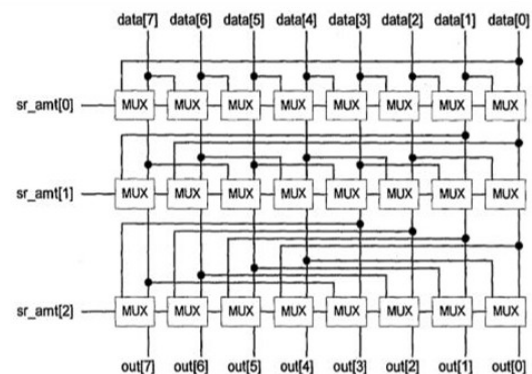 data[7] data[6] data[5] data[4] data[3] data[2] data[1] data[0]
sr_amt[0] MUX MUX MUX MUX MUX MUX MUX MUX
sr_amt[1] MUX MUX MUX MUX MUX MUX MUX MUX
sr_amt[2] MUX MUX MUX MUX MUX MUX MUX MUX
out[7] out[6] out[5] out[4] out[3] out[2] out[1] out[0]